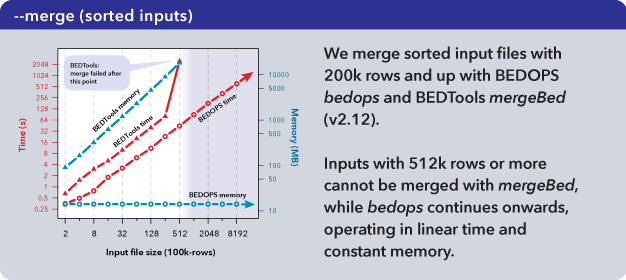 --merge (sorted inputs)
BEDTools:
merge failed after
this point
2048
1024
512
256
128
64
32
16
8
4
2
1
0.5
0.25
Time (s)
BEDTools memory
BEDTools time
BEDOPS time
BEDOPS memory
10000
5000
1000
500
100
50
10
Memory (MB)
2 8 32 128 512 2048 8192
Input file size (100k-rows)
We merge sorted input files with
200k rows and up with BEDOPS
bedops and BEDTools mergeBed
(v2.12).
Inputs with 512k rows or more
cannot be merged with mergeBed,
while bedops continues onwards,
operating in linear time and
constant memory.